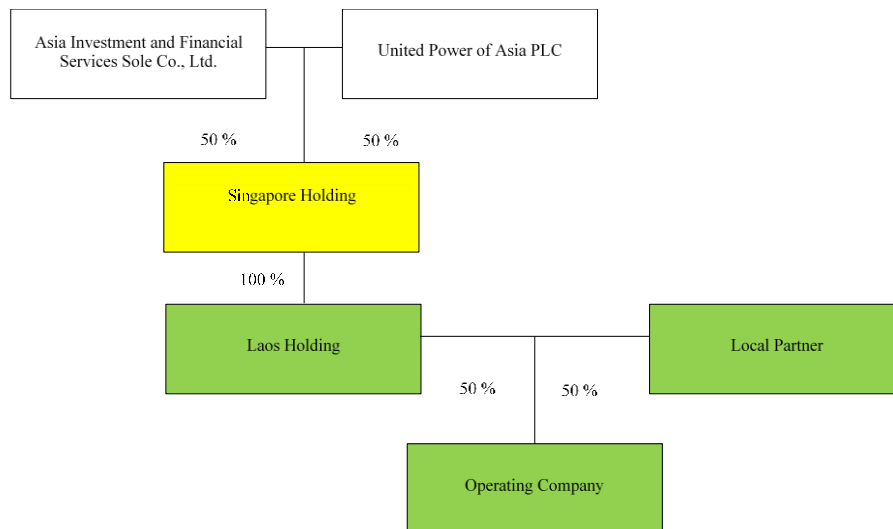 Asia Investment and Financial
Services Sole Co., Ltd.
United Power of Asia PLC
50 %
50 %
Singapore Holding
100 %
Laos Holding
Local Partner
50 %
50 %
Operating Company